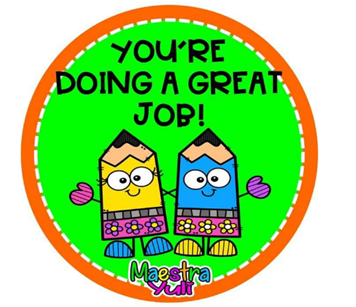 YOU'RE
DOING A GREAT
JOB!
Maestra
Yuli